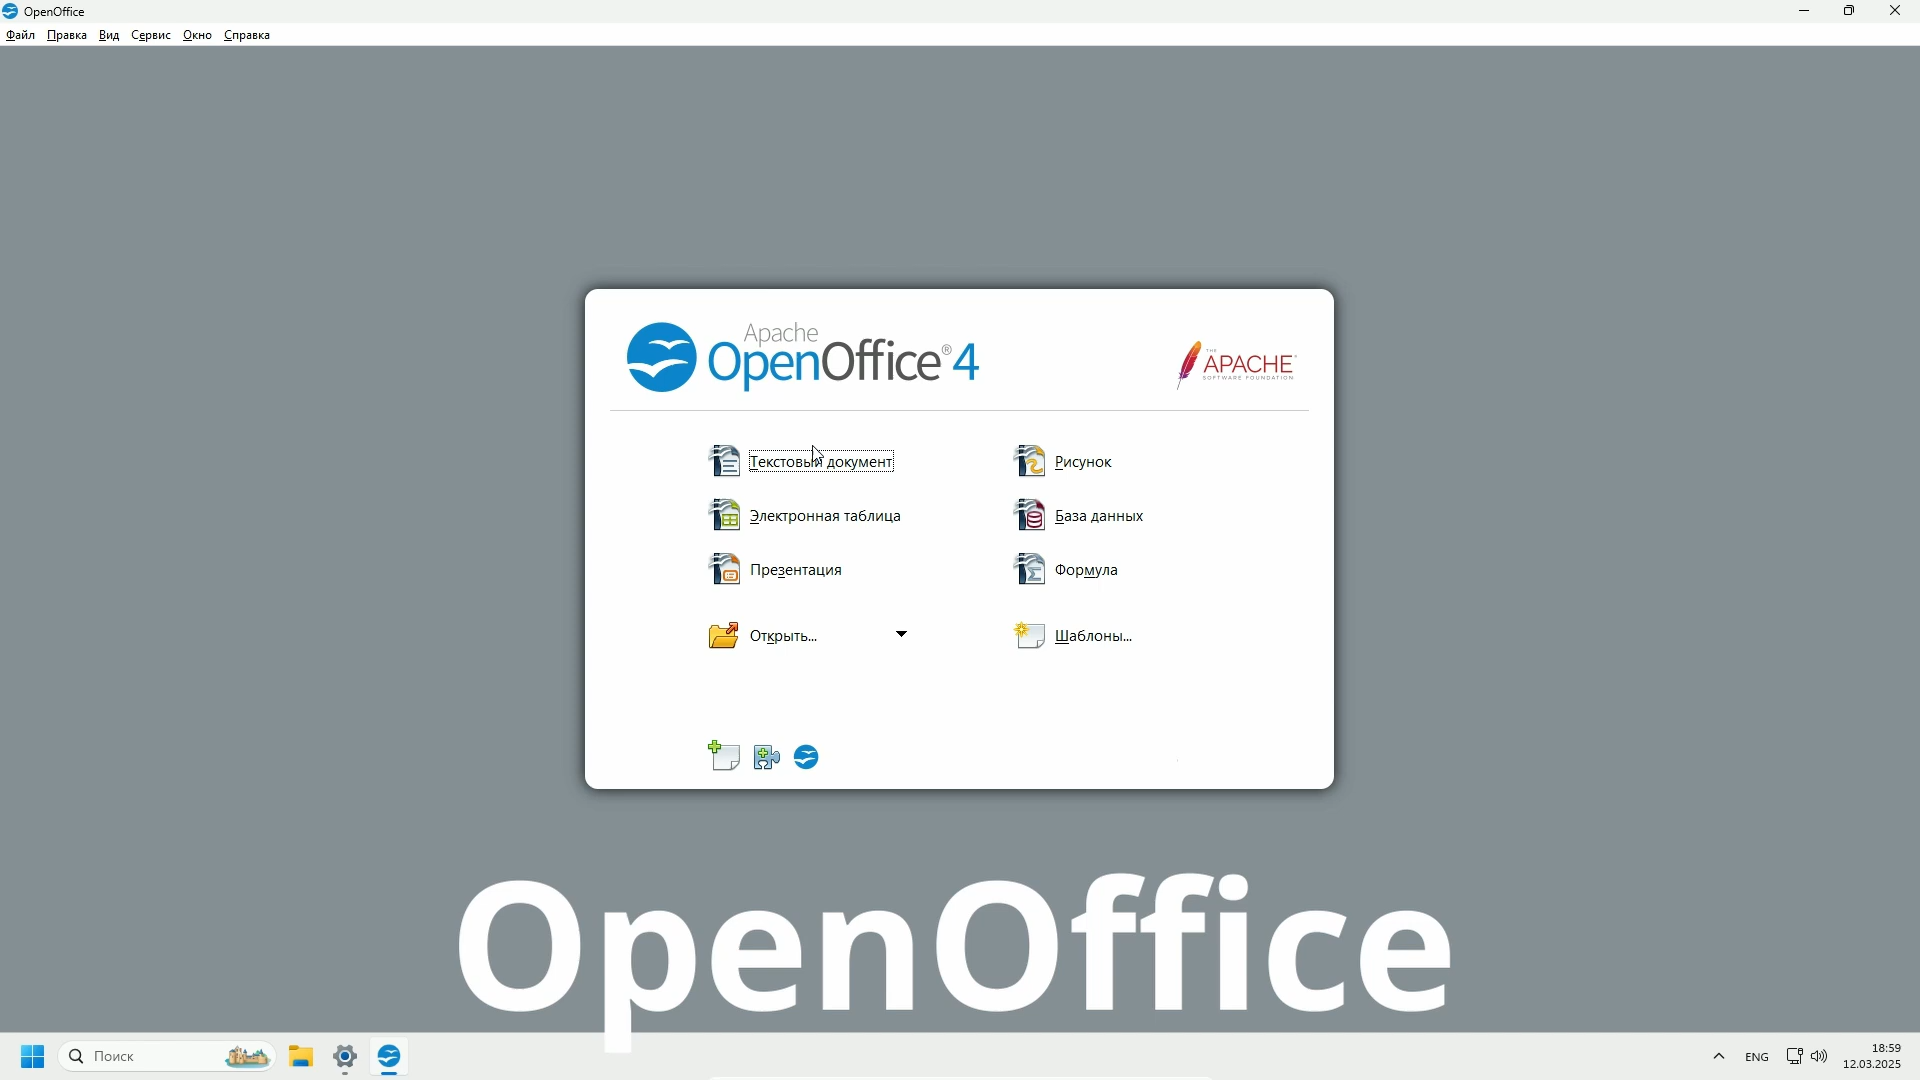 OpenOffice
Файл Правка Вид Сервис Окно Справка
Apache
OpenOffice® 4
THE
APACHE
SOFTWARE FOUNDATION
Текстовый документ
Рисунок
Электронная таблица
База данных
Презентация
Формула
Открыть...
Шаблоны...
OpenOffice
Поиск
ENG
18:59
12.03.2025